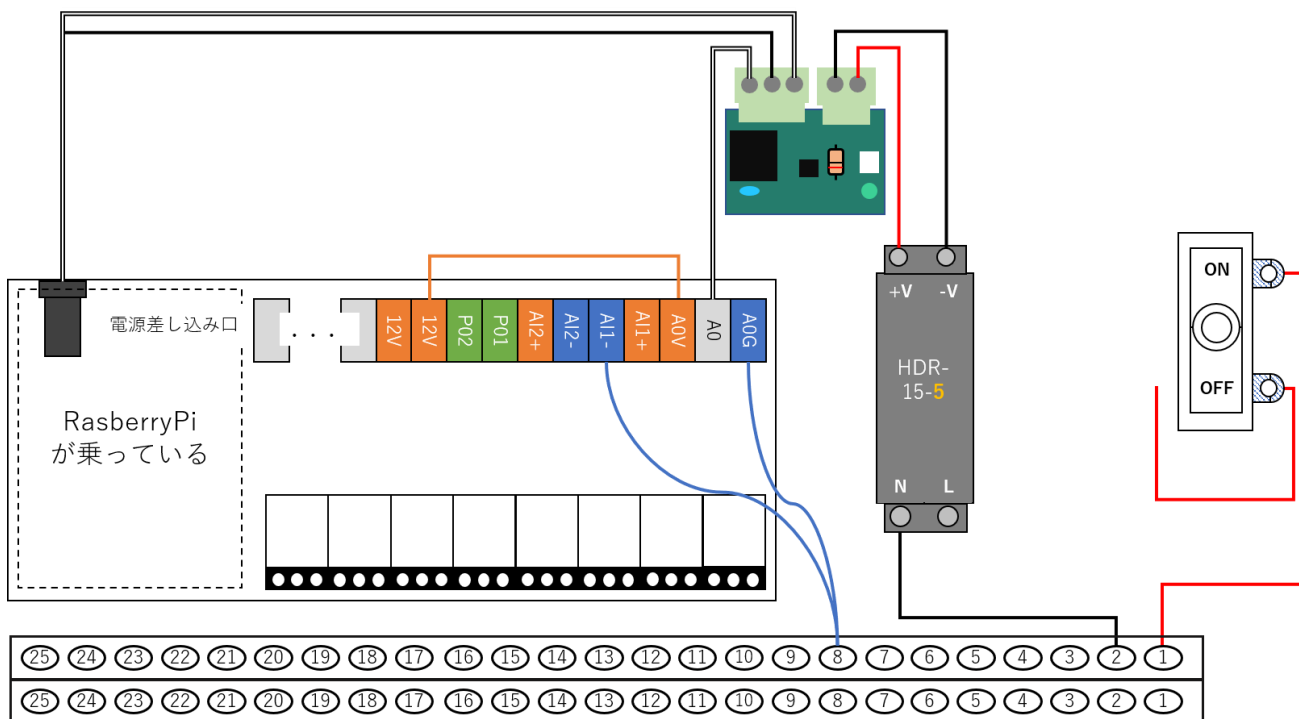 電源差し込み口
RasberryPi
が乗っている
. . .
12V
12V
P02
P01
AI2+
AI2-
AI1-
AI1+
A0V
A0
A0G
+V -V
HDR-
15-5
N L
ON
OFF
25 24 23 22 21 20 19 18 17 16 15 14 13 12 11 10 9 8 7 6 5 4 3 2 1
25 24 23 22 21 20 19 18 17 16 15 14 13 12 11 10 9 8 7 6 5 4 3 2 1